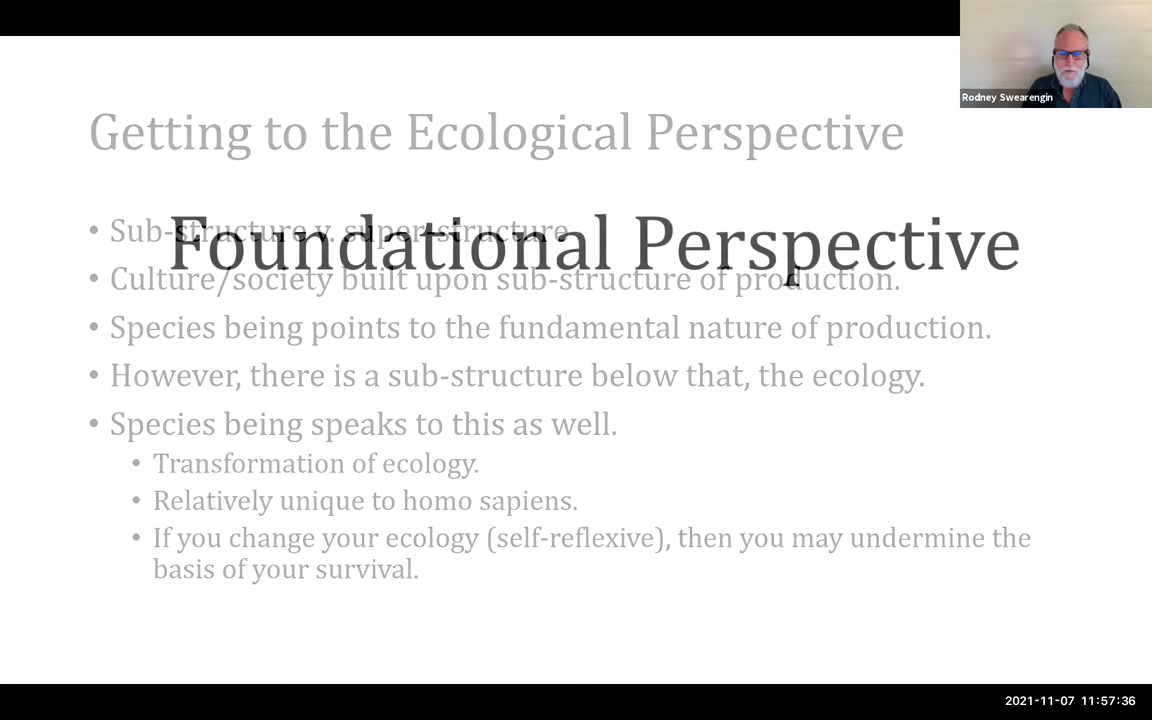 Rodney Swearengin
Getting to the Ecological Perspective
Foundational Perspective
• Sub-structure v. super-structure
• Culture/society built upon sub-structure of production.
• Species being points to the fundamental nature of production.
• However, there is a sub-structure below that, the ecology.
• Species being speaks to this as well.
• Transformation of ecology.
• Relatively unique to homo sapiens.
• If you change your ecology (self-reflexive), then you may undermine the
basis of your survival.
2021-11-07 11:57:36